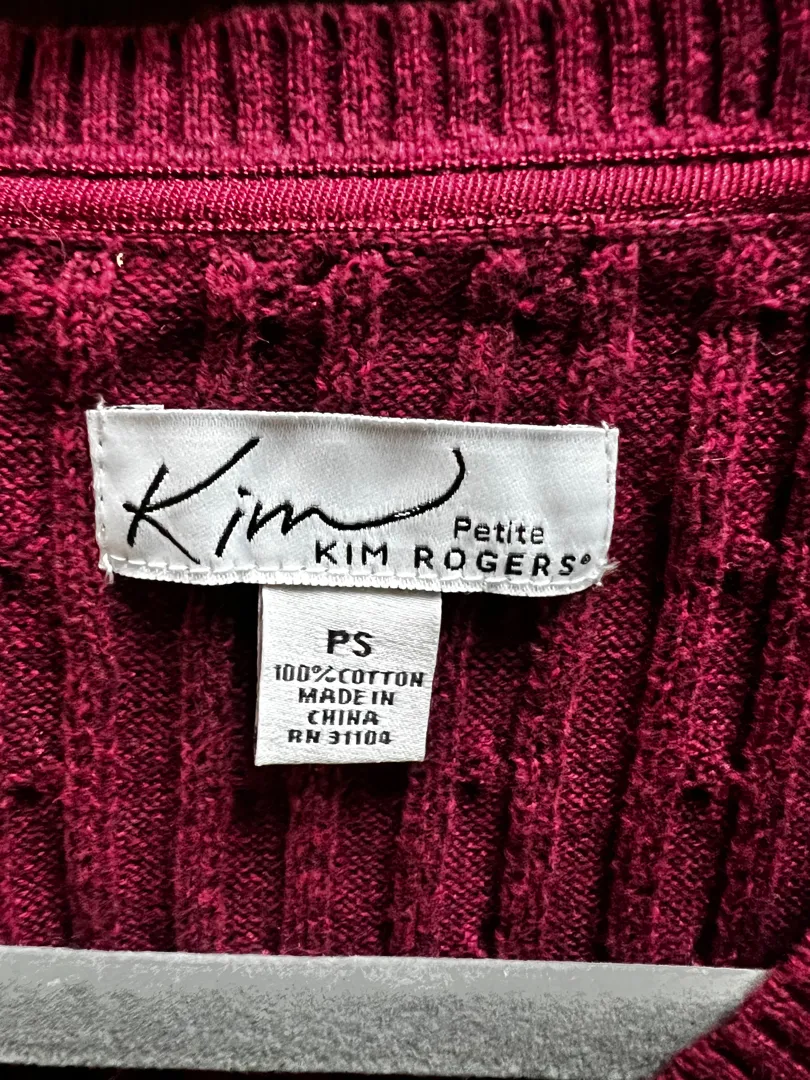 Kim
Petite
KIM ROGERS®
PS
100% COTTON
MADE IN
CHINA
RN 31104